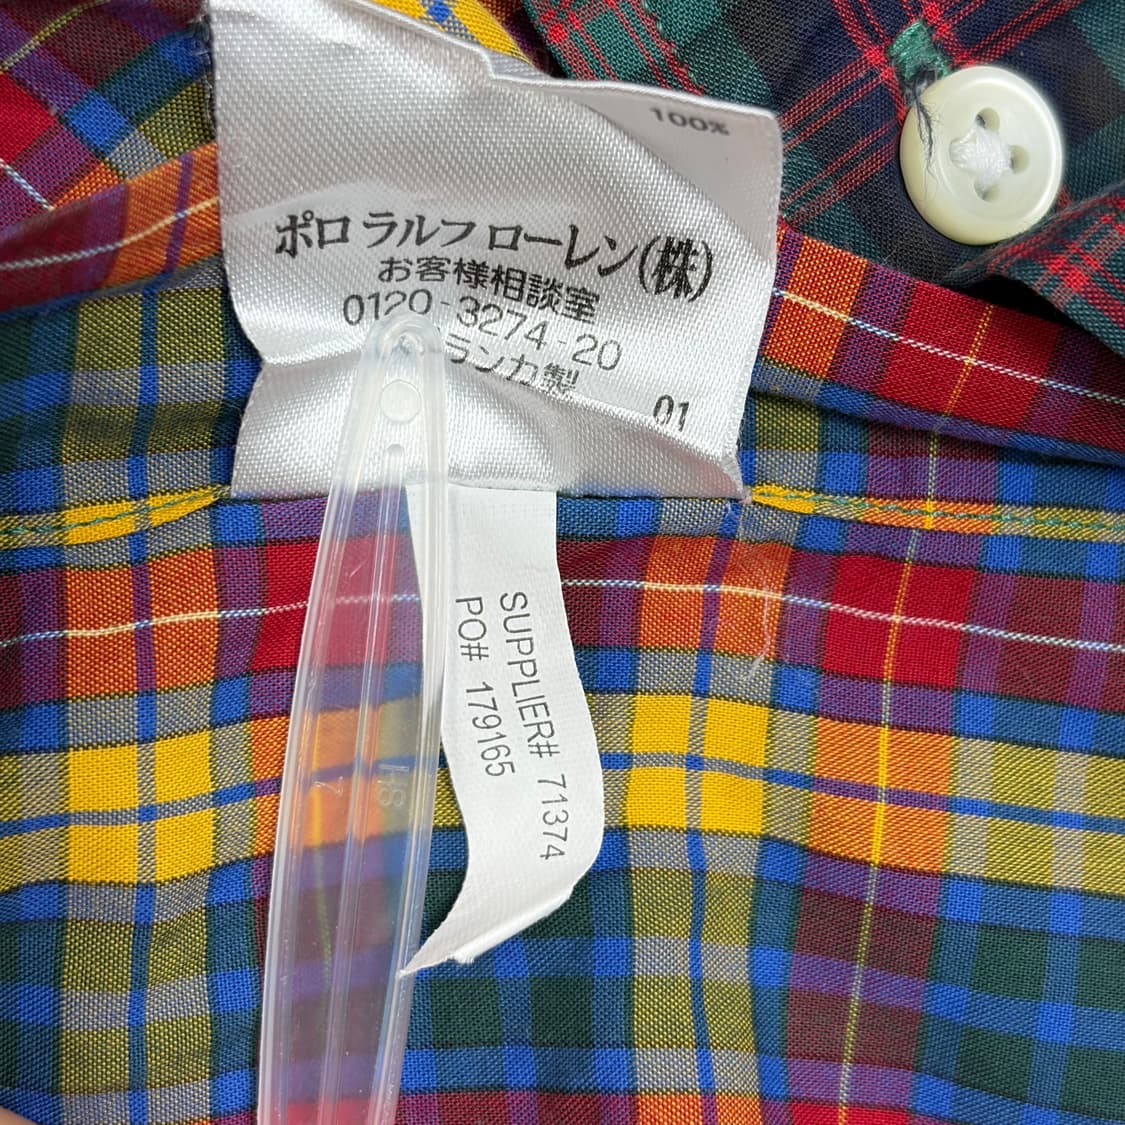 100%
ポロ ラルフ ローレン(株)
お客様相談室
0120-3274-20
ランカ製
01
SUPPLIER# 71374
PO# 179165